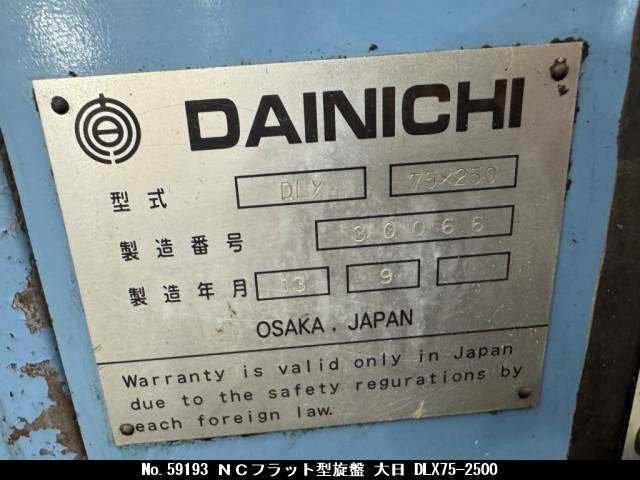 DAINICHI
型式 DLX 75×250
製造番号 30066
製造年月 13 9
OSAKA, JAPAN
Warranty is valid only in Japan
due to the safety regurations by
each foreign law.
No.59193 NCフラット型旋盤 大日 DLX75-2500